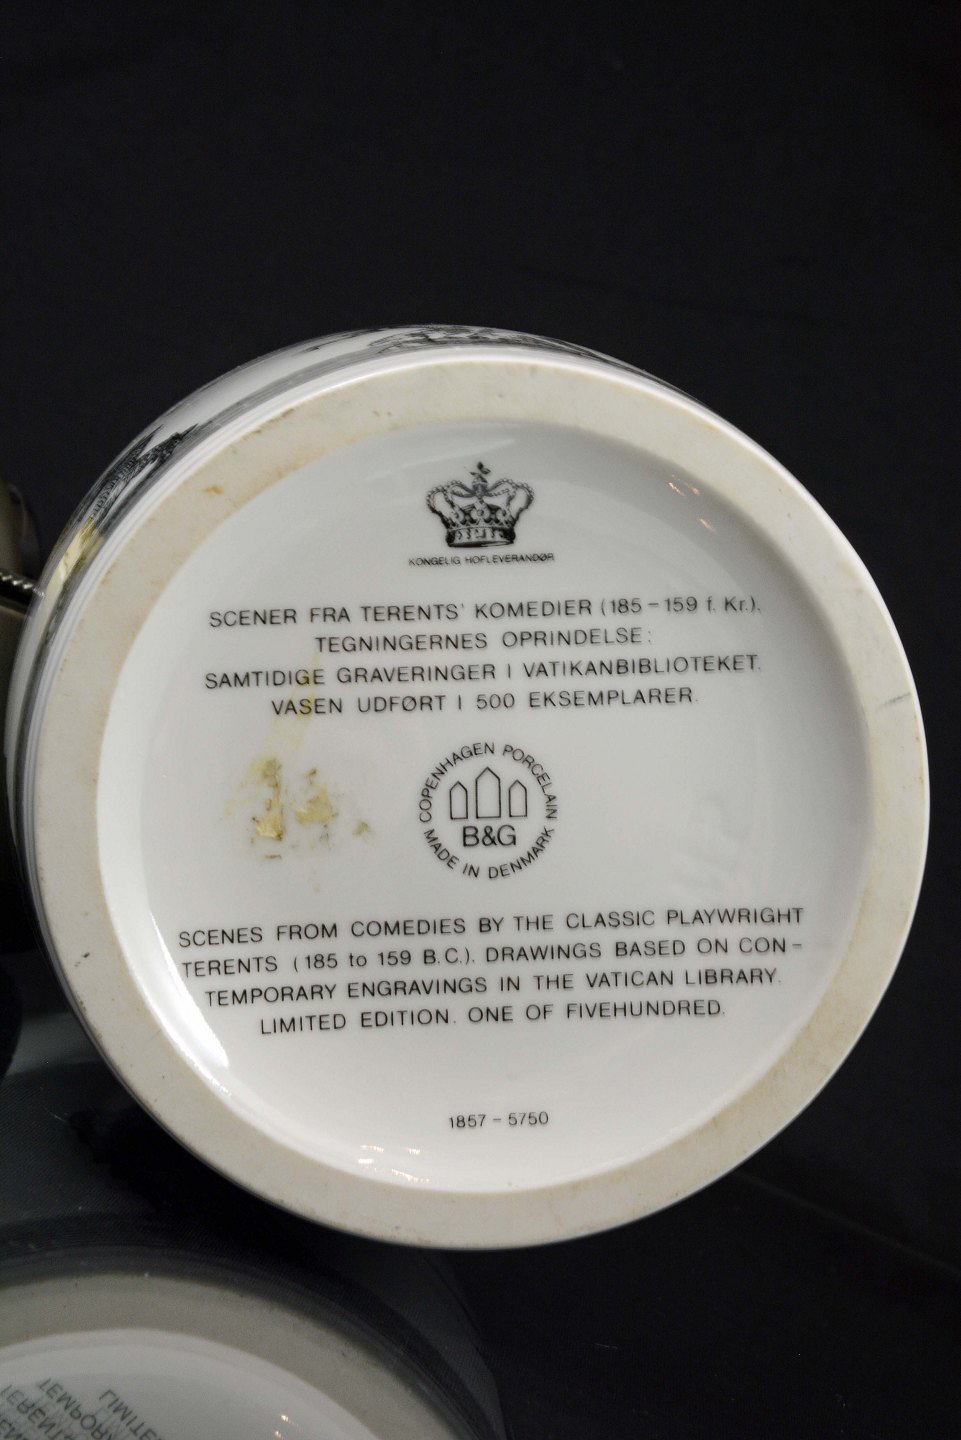 KONGELIG HOFLEVERANDØR
SCENER FRA TERENTS' KOMEDIER (185 – 159 f. Kr.).
TEGNINGERNES OPRINDELSE:
SAMTIDIGE GRAVERINGER I VATIKANBIBLIOTEKET.
VASEN UDFØRT I 500 EKSEMPLARER.
COPENHAGEN PORCELAIN
B&G
MADE IN DENMARK
SCENES FROM COMEDIES BY THE CLASSIC PLAYWRIGHT
TERENTS (185 to 159 B.C.). DRAWINGS BASED ON CON –
TEMPORARY ENGRAVINGS IN THE VATICAN LIBRARY.
LIMITED EDITION. ONE OF FIVEHUNDRED.
1857 – 5750